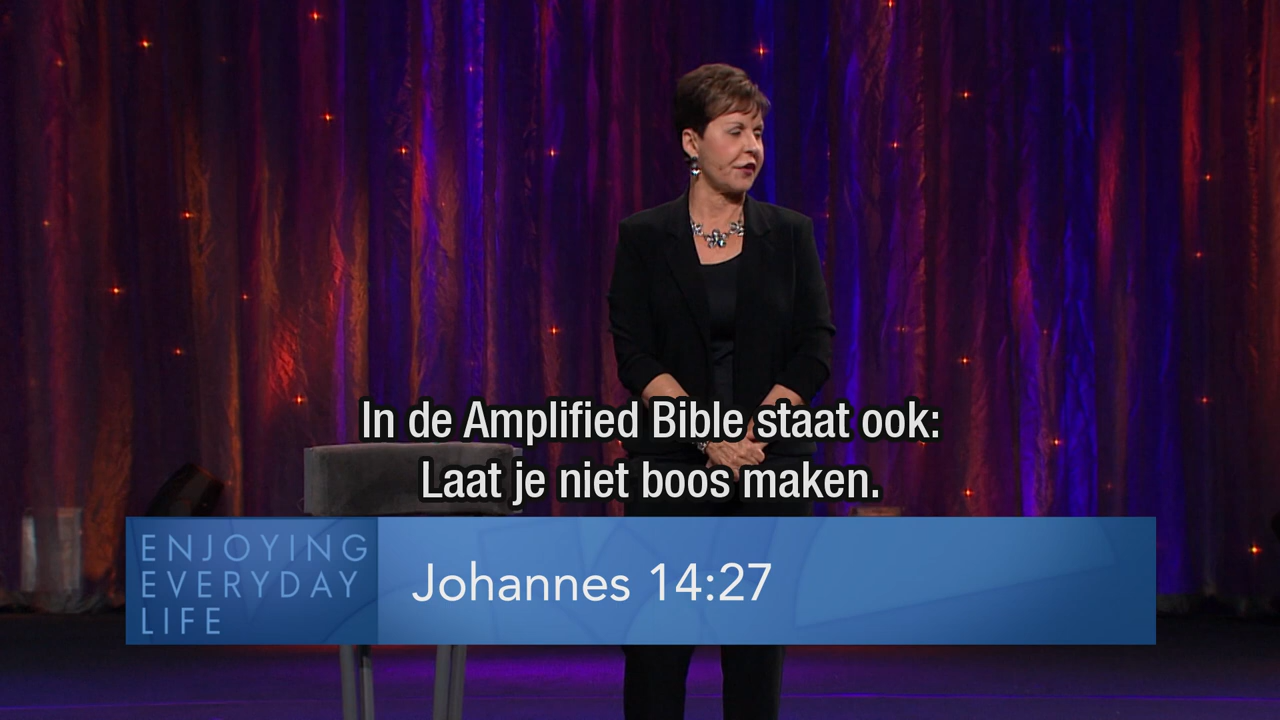 In de Amplified Bible staat ook:
Laat je niet boos maken.
ENJOYING
EVERYDAY
LIFE
Johannes 14:27